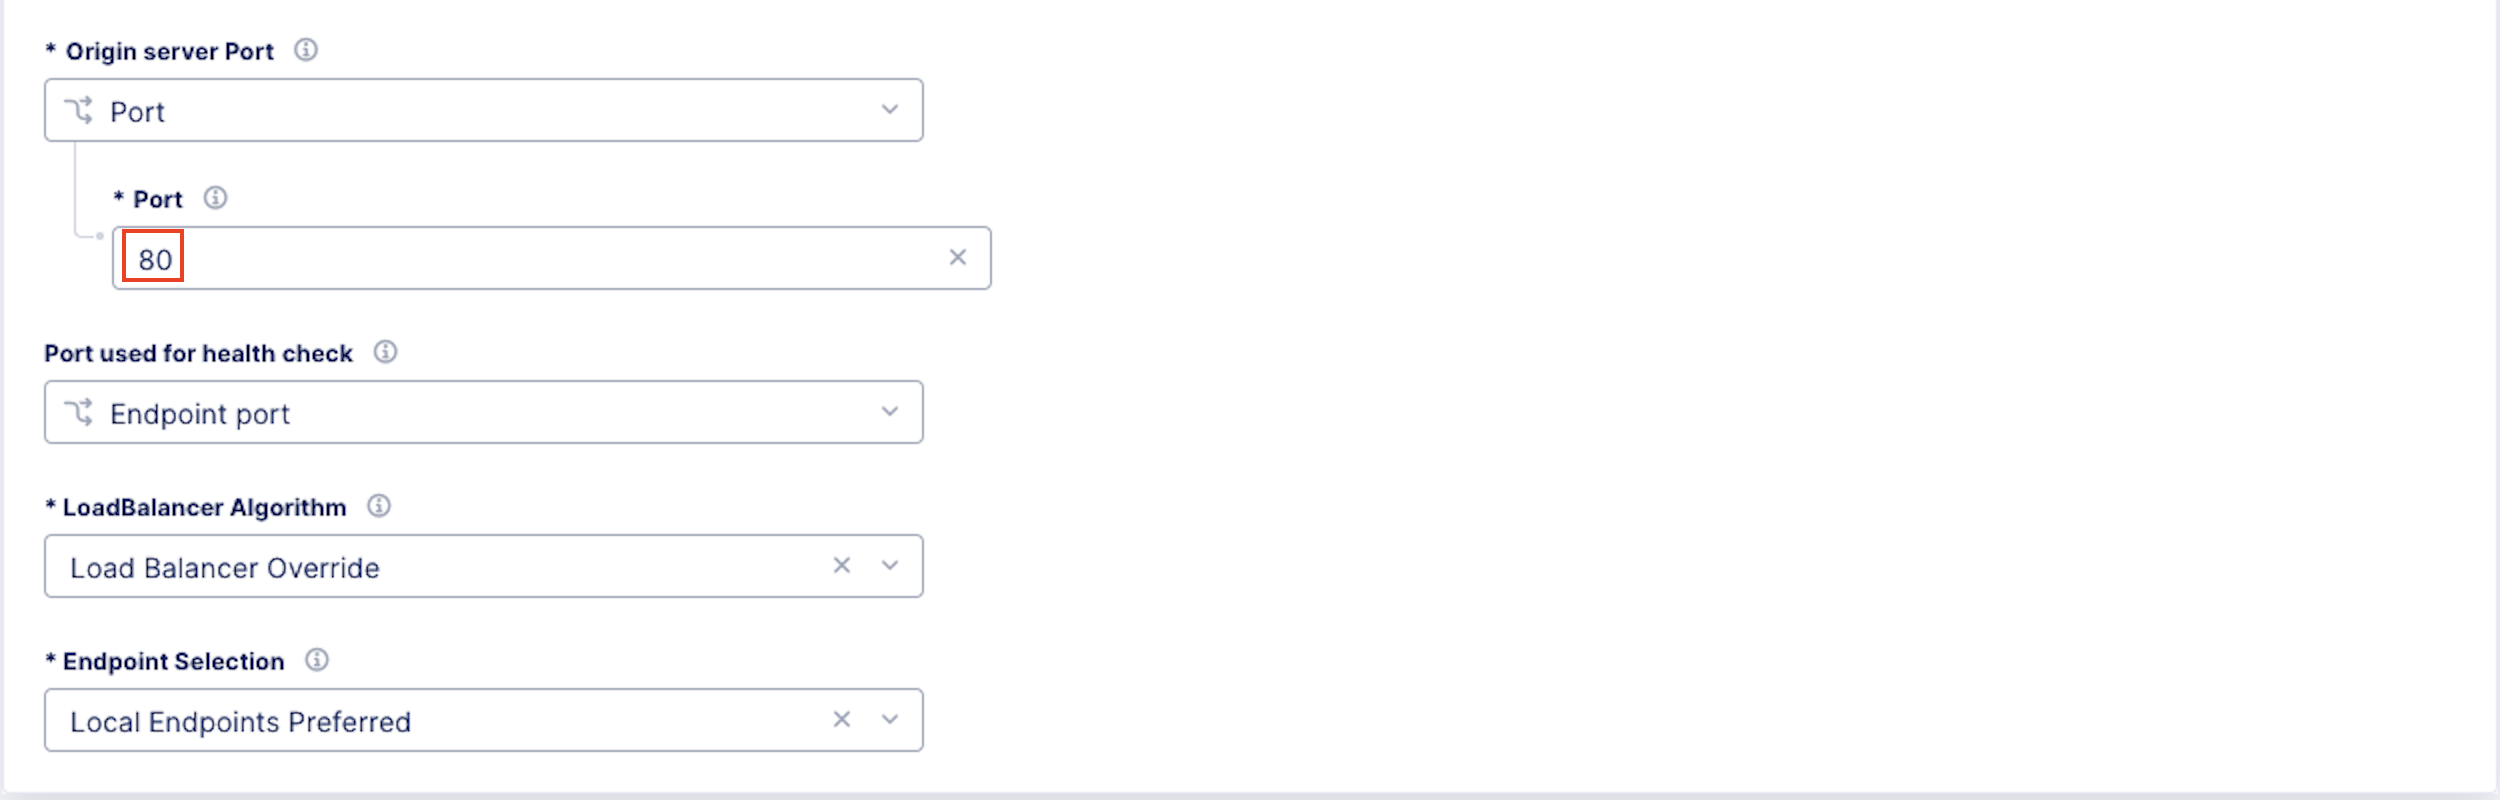 * Origin server Port
Port
* Port
80
Port used for health check
Endpoint port
* LoadBalancer Algorithm
Load Balancer Override
* Endpoint Selection
Local Endpoints Preferred